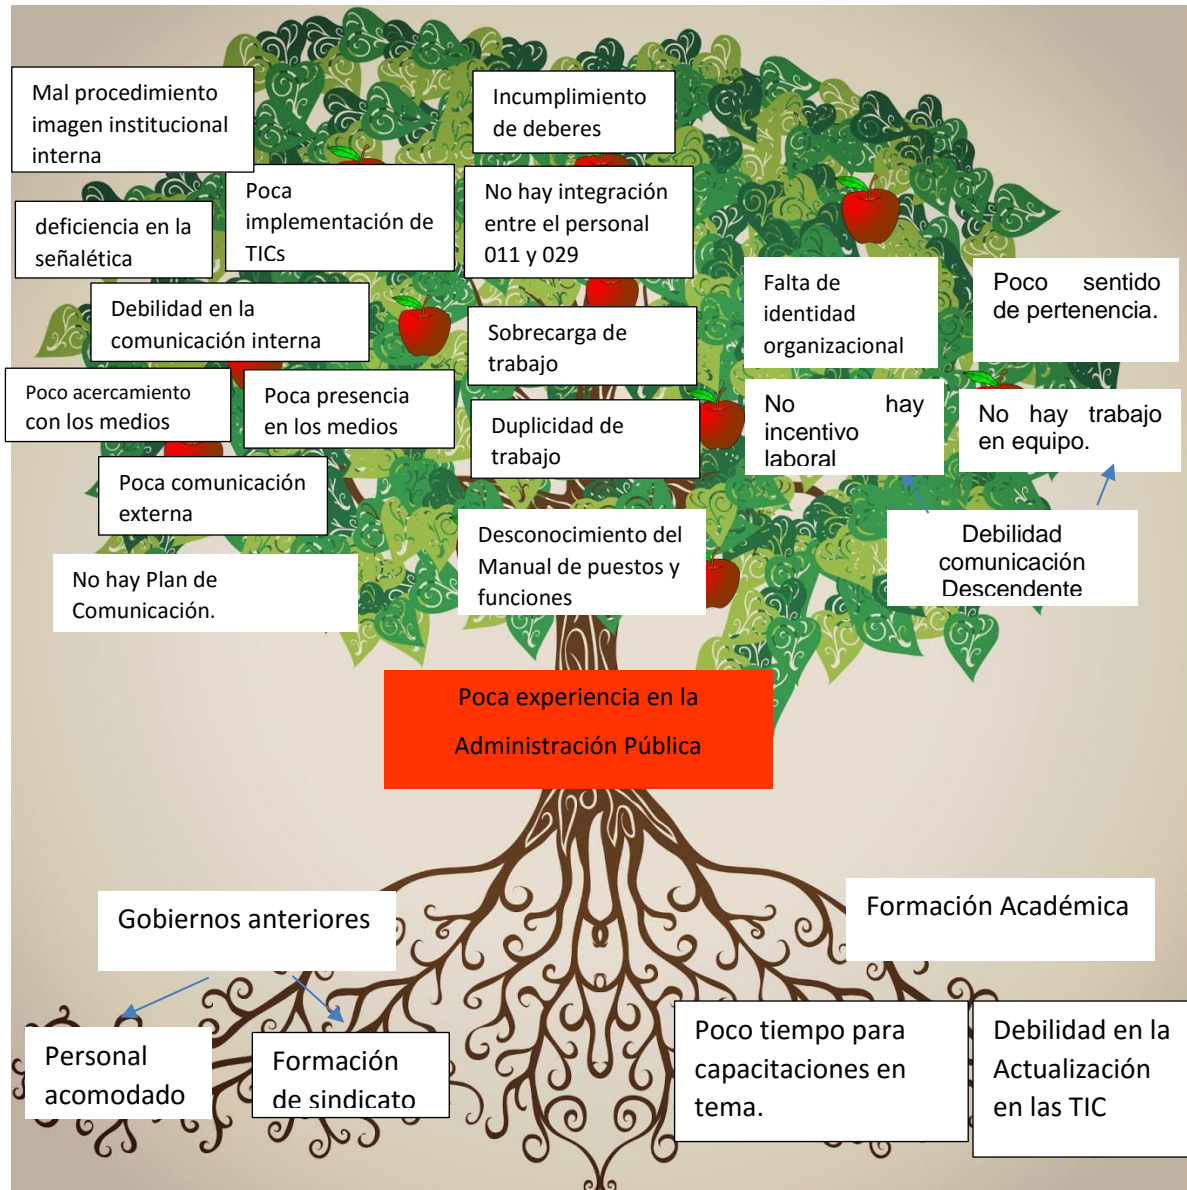 Mal procedimiento
imagen institucional
interna
Incumplimiento
de deberes
Poca
implementación de
TICs
No hay integración
entre el personal
011 y 029
deficiencia en la
señalética
Falta de
identidad
organizacional
Poco sentido
de pertenencia.
Debilidad en la
comunicación interna
Sobrecarga de
trabajo
Poco acercamiento
con los medios
Poca presencia
en los medios
Duplicidad de
trabajo
No hay
incentivo
laboral
No hay trabajo
en equipo.
Poca comunicación
externa
Desconocimiento del
Manual de puestos y
funciones
Debilidad
comunicación
Descendente
No hay Plan de
Comunicación.
Poca experiencia en la
Administración Pública
Gobiernos anteriores
Formación Académica
Personal
acomodado
Formación
de sindicato
Poco tiempo para
capacitaciones en
tema.
Debilidad en la
Actualización
en las TIC